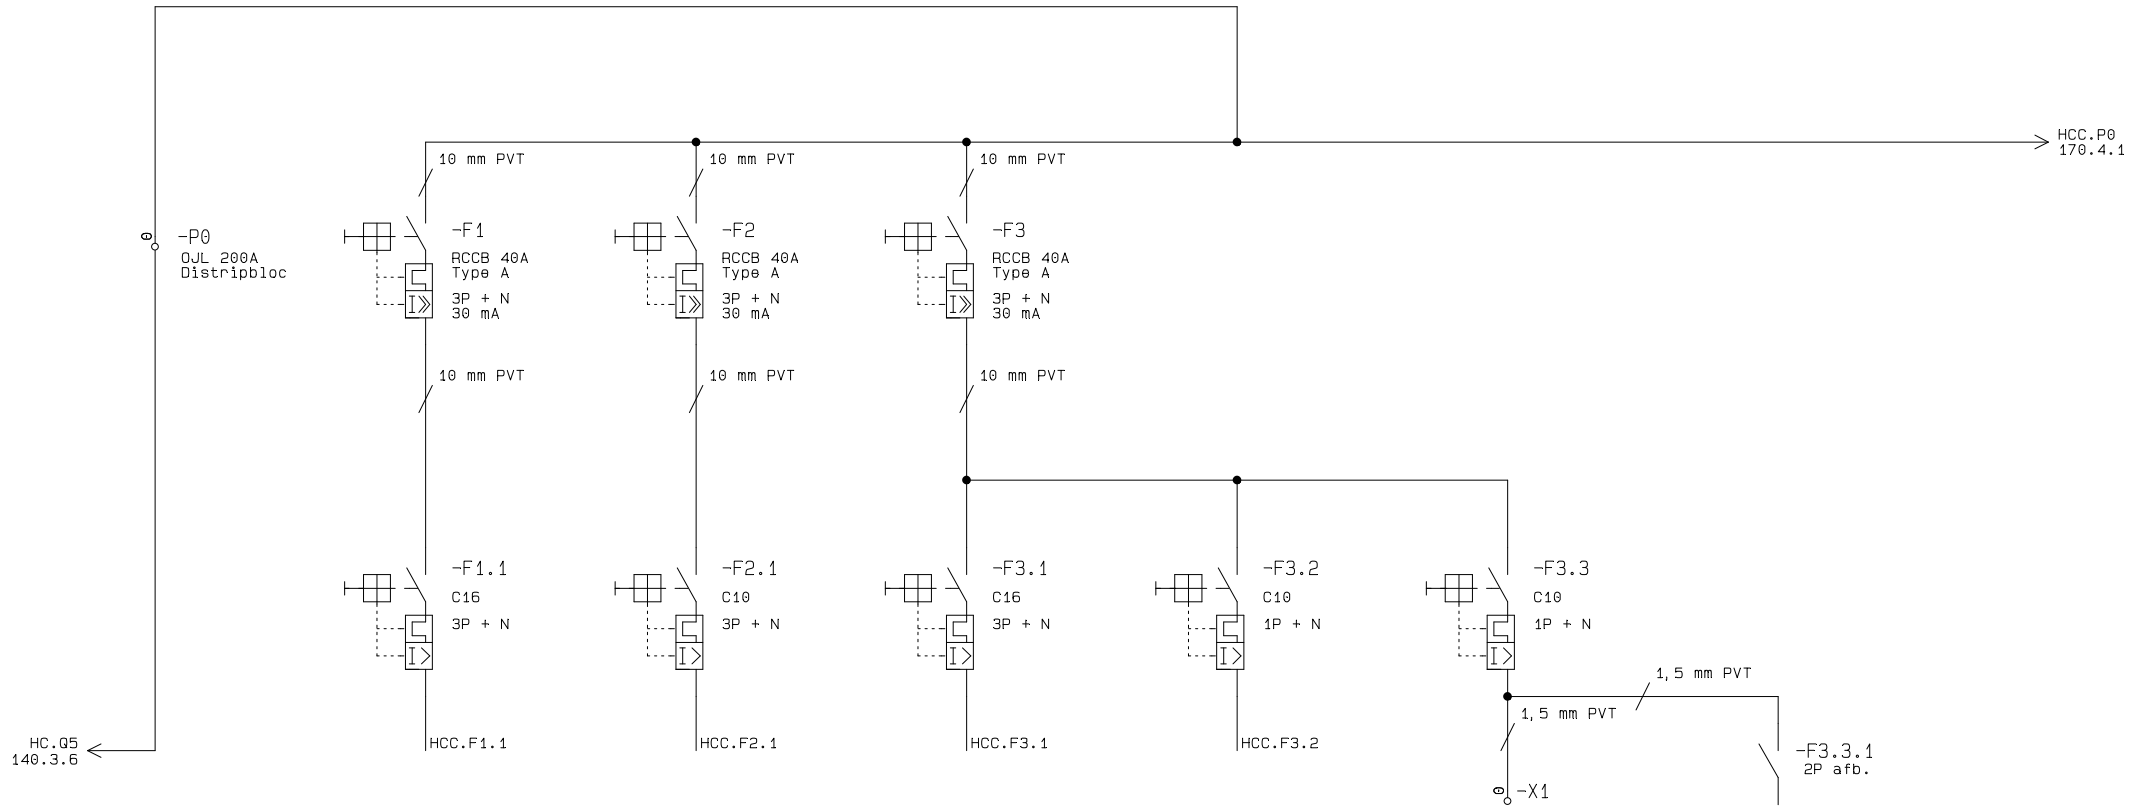 HCC.P0
170.4.1
10 mm PVT
10 mm PVT
10 mm PVT
0
-P0
OJL 200A
Distripbloc
-F1
RCCB 40A
Type A
3P + N
30 mA
-F2
RCCB 40A
Type A
3P + N
30 mA
-F3
RCCB 40A
Type A
3P + N
30 mA
I
I
I
10 mm PVT
10 mm PVT
10 mm PVT
-F1.1
C16
3P + N
-F2.1
C10
3P + N
-F3.1
C16
3P + N
-F3.2
C10
1P + N
-F3.3
C10
1P + N
I
I
I
I
I
1,5 mm PVT
1,5 mm PVT
HC.Q5
140.3.6
HCC.F1.1
HCC.F2.1
HCC.F3.1
HCC.F3.2
-F3.3.1
2P afb.
0
-X1